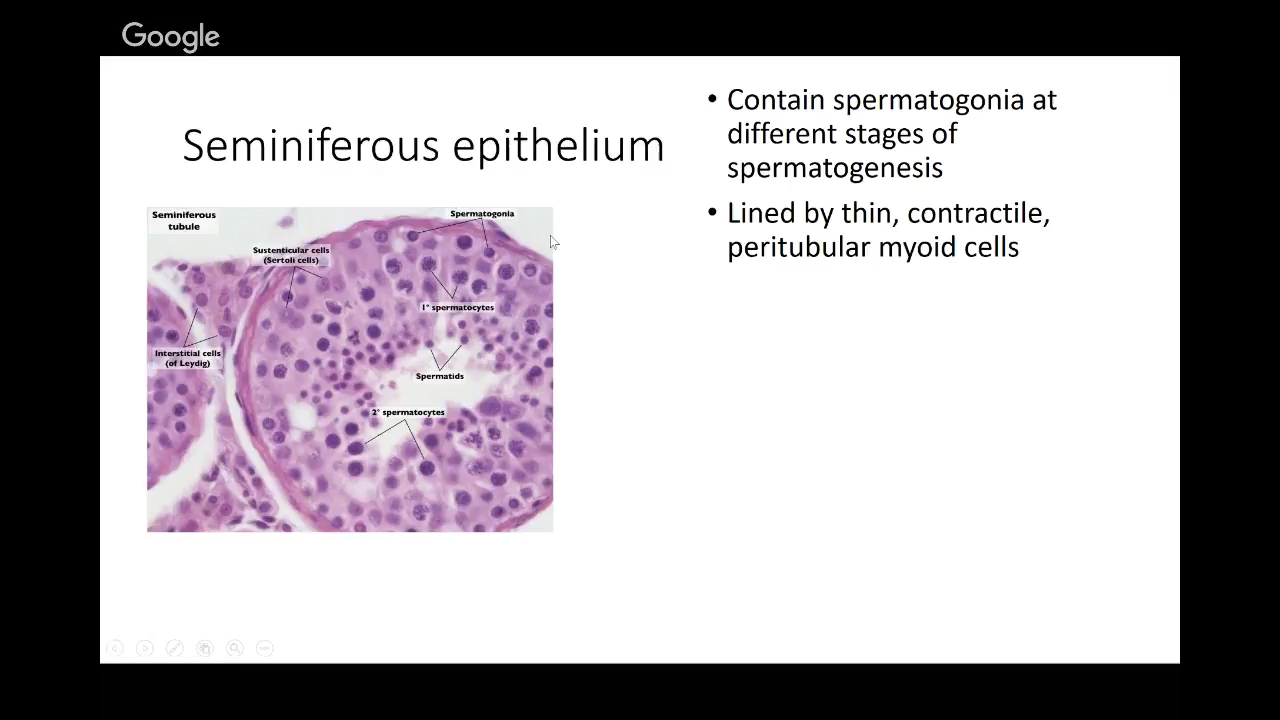 Google
Seminiferous epithelium
• Contain spermatogonia at
different stages of
spermatogenesis
• Lined by thin, contractile,
peritubular myoid cells
Seminiferous
tubule
Spermatogonia
Sustenticular cells
(Sertoli cells)
1° spermatocytes
Interstitial cells
(of Leydig)
Spermatids
2° spermatocytes